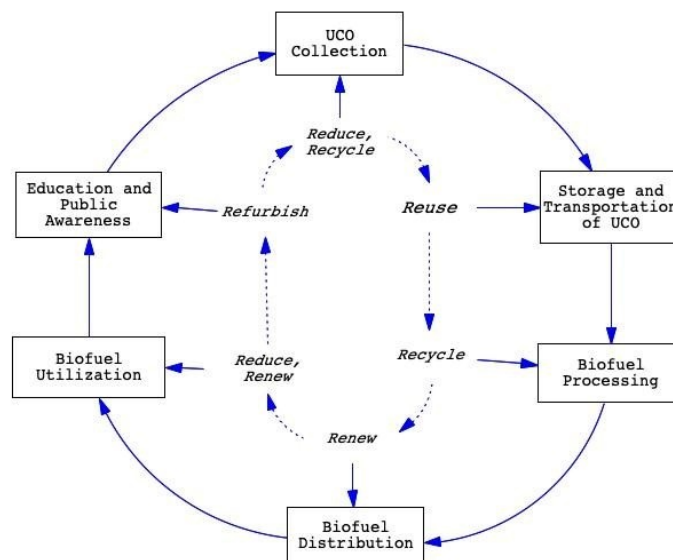 UCO
Collection
Reduce,
Recycle
Education and
Public
Awareness
Refurbish
Reuse
Storage and
Transportation
of UCO
Biofuel
Utilization
Reduce,
Renew
Recycle
Biofuel
Processing
Renew
Biofuel
Distribution